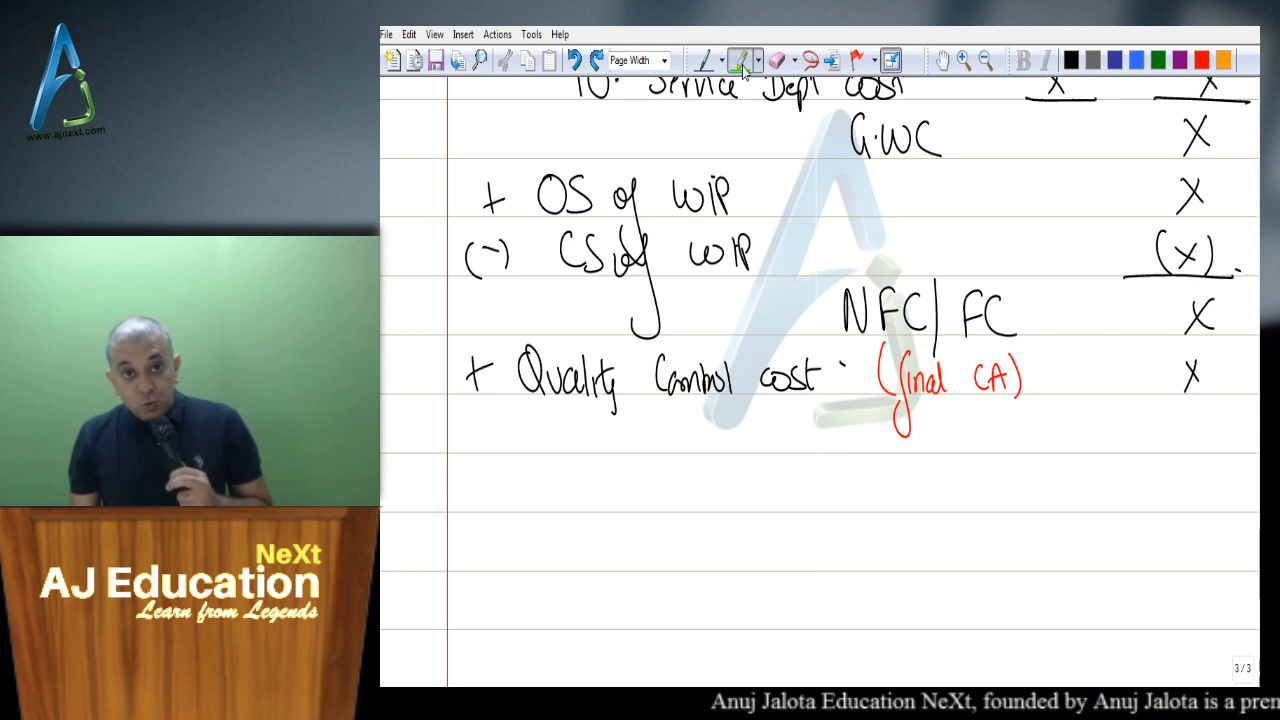 www.ajnext.com
File Edit View Insert Actions Tools Help
Page Width
B I U
10. Service Dept cost X X
G.WC X
+ OS of WIP X
(-) CS of WIP (X).
NFC | FC X
+ Quality Control cost (final CA) X
3/3
NeXt
AJ Education
Learn from Legends
Anuj Jalota Education NeXt, founded by Anuj Jalota is a pren